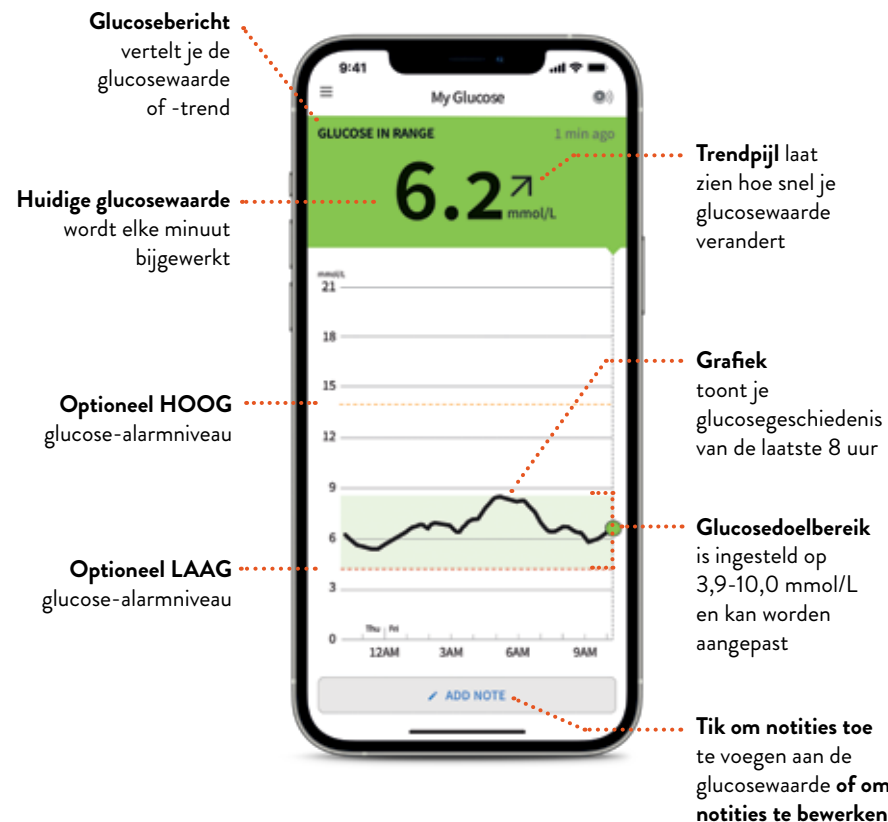 Glucosebericht
vertelt je de
glucosewaarde
of -trend
Huidige glucosewaarde
wordt elke minuut
bijgewerkt
Optioneel HOOG
glucose-alarmniveau
Optioneel LAAG
glucose-alarmniveau
9:41
My Glucose
GLUCOSE IN RANGE
1 min ago
6.2
mmol/L
mmol/L
21
18
15
12
9
6
3
0
Thu Fri
12AM 3AM 6AM 9AM
ADD NOTE
Trendpijl laat
zien hoe snel je
glucosewaarde
verandert
Grafiek
toont je
glucosegeschiedenis
van de laatste 8 uur
Glucosedoelbereik
is ingesteld op
3,9-10,0 mmol/L
en kan worden
aangepast
Tik om notities toe
te voegen aan de
glucosewaarde of om
notities te bewerken